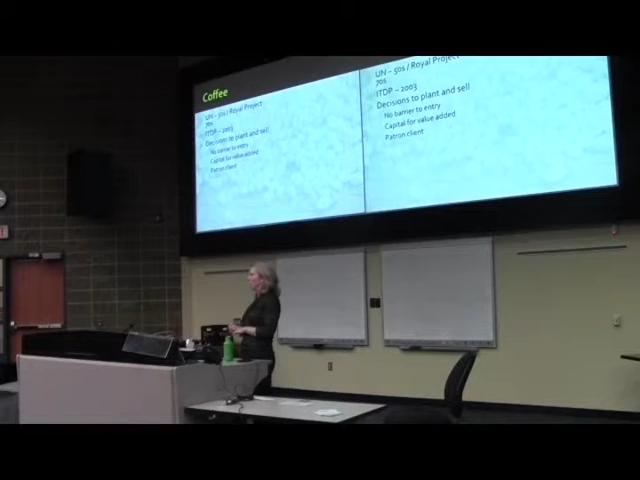 Coffee
UN – 50s / Royal Project
70s
ITDP – 2003
Decisions to plant and sell
No barrier to entry
Capital for value added
Patron client
UN – 50s / Royal Project
70s
ITDP – 2003
Decisions to plant and sell
No barrier to entry
Capital for value added
Patron client